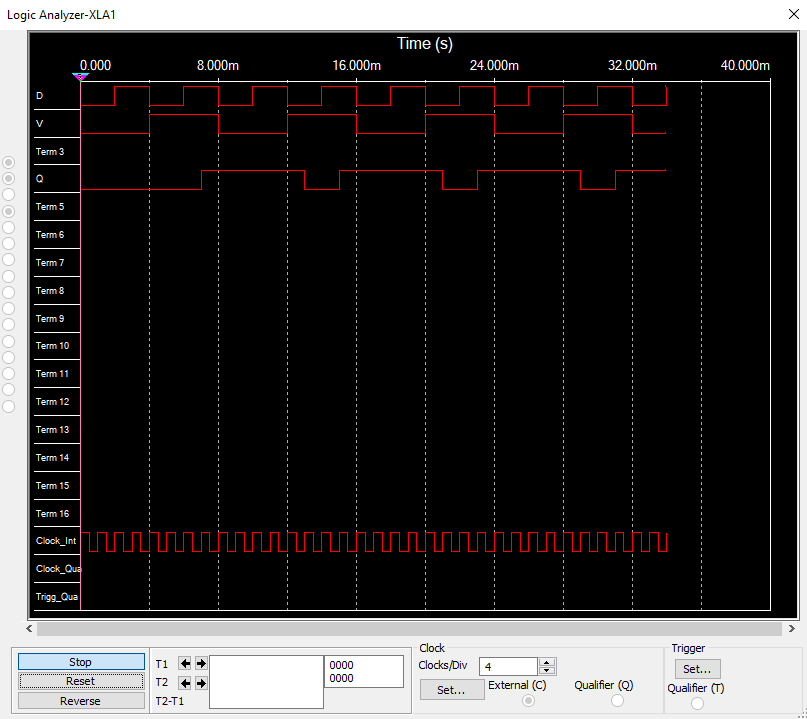 Logic Analyzer-XLA1
Time (s)
0.000 8.000m 16.000m 24.000m 32.000m 40.000m
D
V
Term 3
Q
Term 5
Term 6
Term 7
Term 8
Term 9
Term 10
Term 11
Term 12
Term 13
Term 14
Term 15
Term 16
Clock_Int
Clock_Qua
Trigg_Qua
Stop
Reset
Reverse
T1
T2
T2-T1
0000
0000
Clock
Clocks/Div 4
Set...
External (C)
Qualifier (Q)
Trigger
Set...
Qualifier (T)